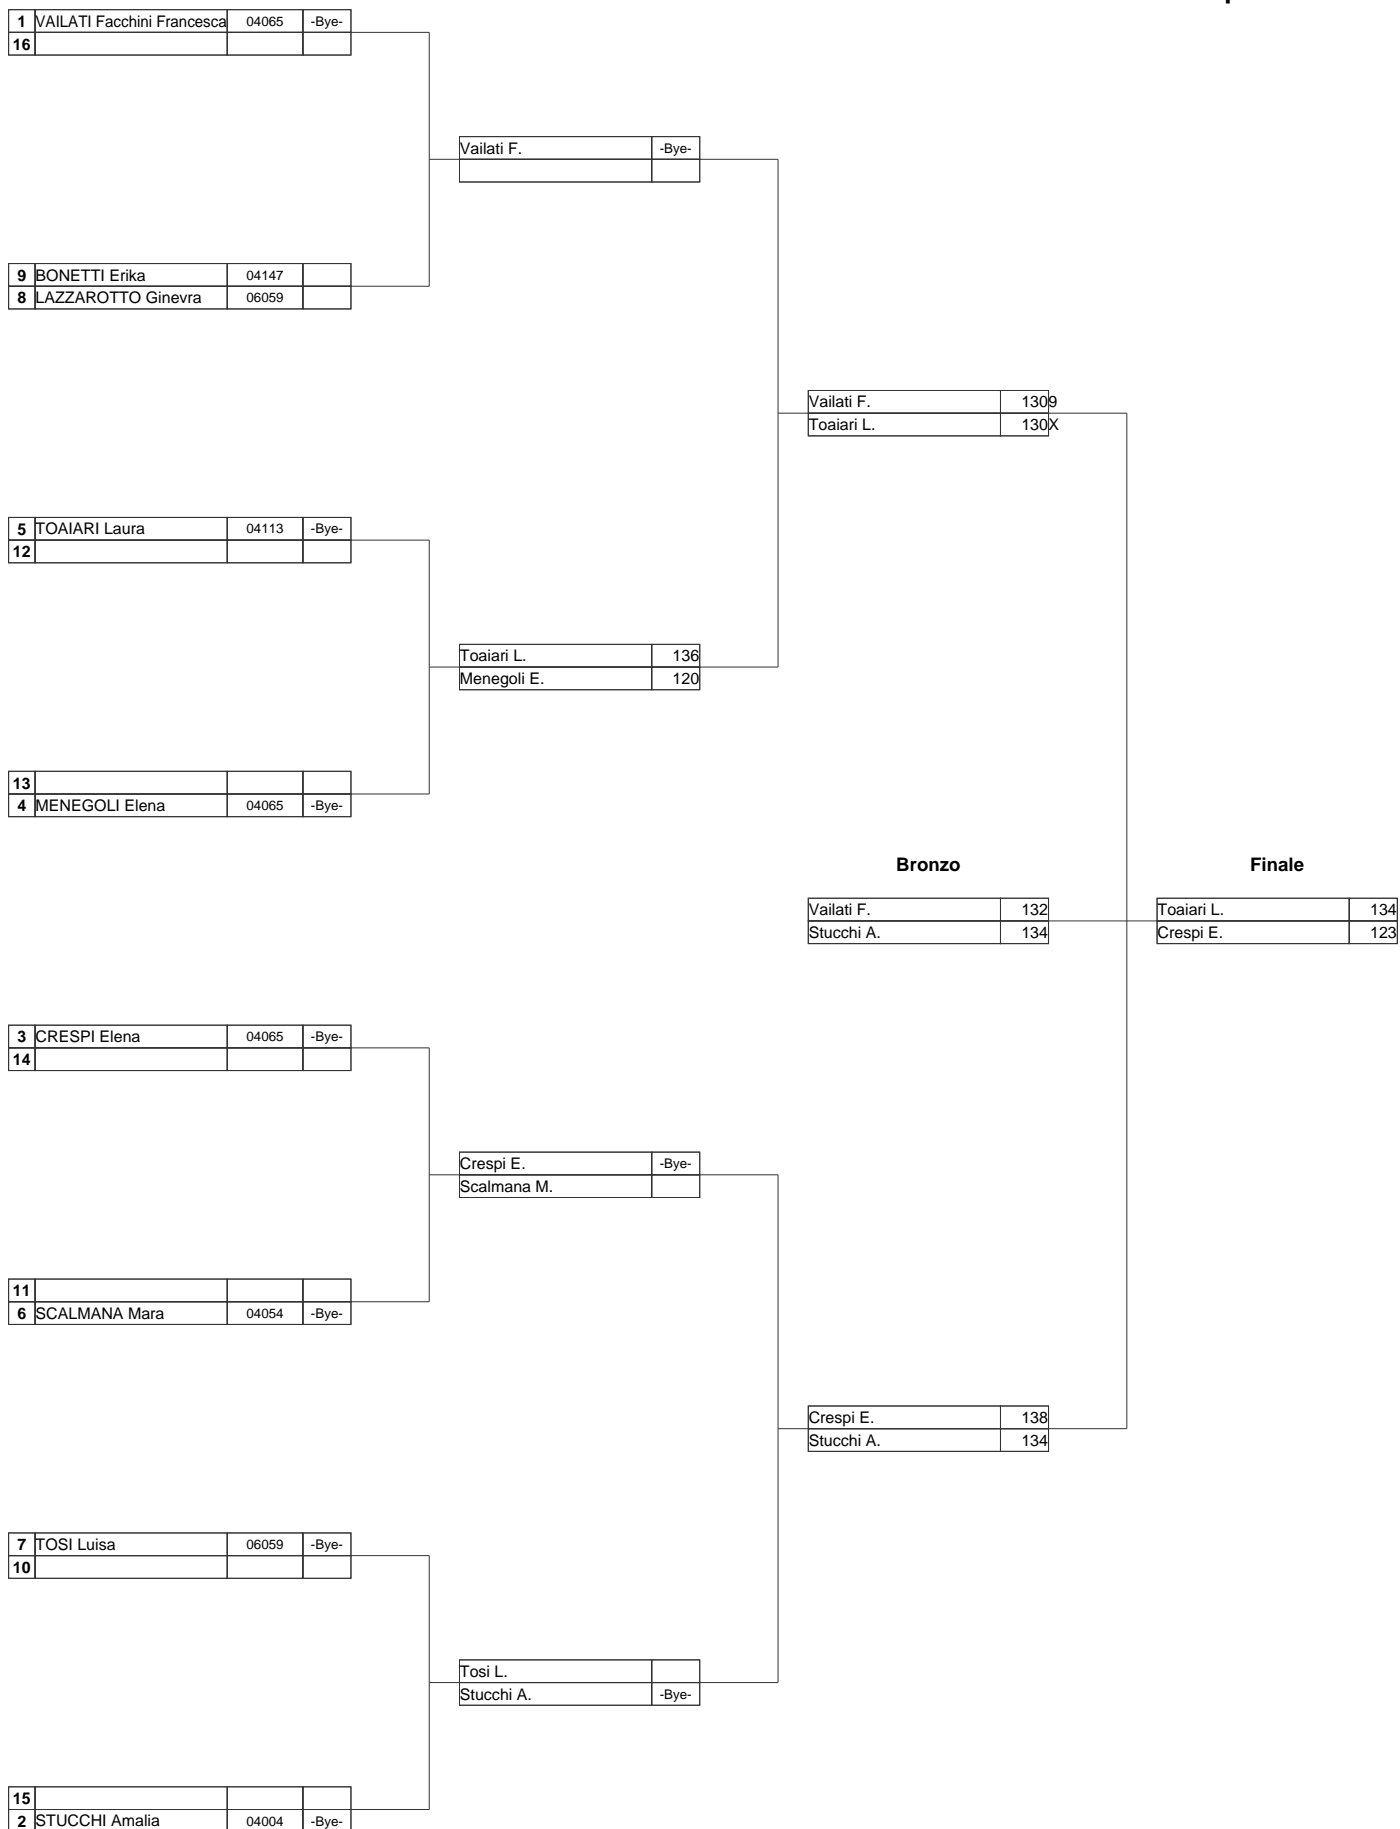 1 VAILATI Facchini Francesca 04065 -Bye-
16
Vailati F. -Bye-
9 BONETTI Erika 04147
8 LAZZAROTTO Ginevra 06059
Vailati F. 1309
Toaiari L. 130X
5 TOAIARI Laura 04113 -Bye-
12
Toaiari L. 136
Menegoli E. 120
13
4 MENEGOLI Elena 04065 -Bye-
Bronzo Finale
Vailati F. 132 Toaiari L. 134
Stucchi A. 134 Crespi E. 123
3 CRESPI Elena 04065 -Bye-
14
Crespi E. -Bye-
Scalmana M.
11
6 SCALMANA Mara 04054 -Bye-
Crespi E. 138
Stucchi A. 134
7 TOSI Luisa 06059 -Bye-
10
Tosi L.
Stucchi A. -Bye-
15
2 STUCCHI Amalia 04004 -Bye-